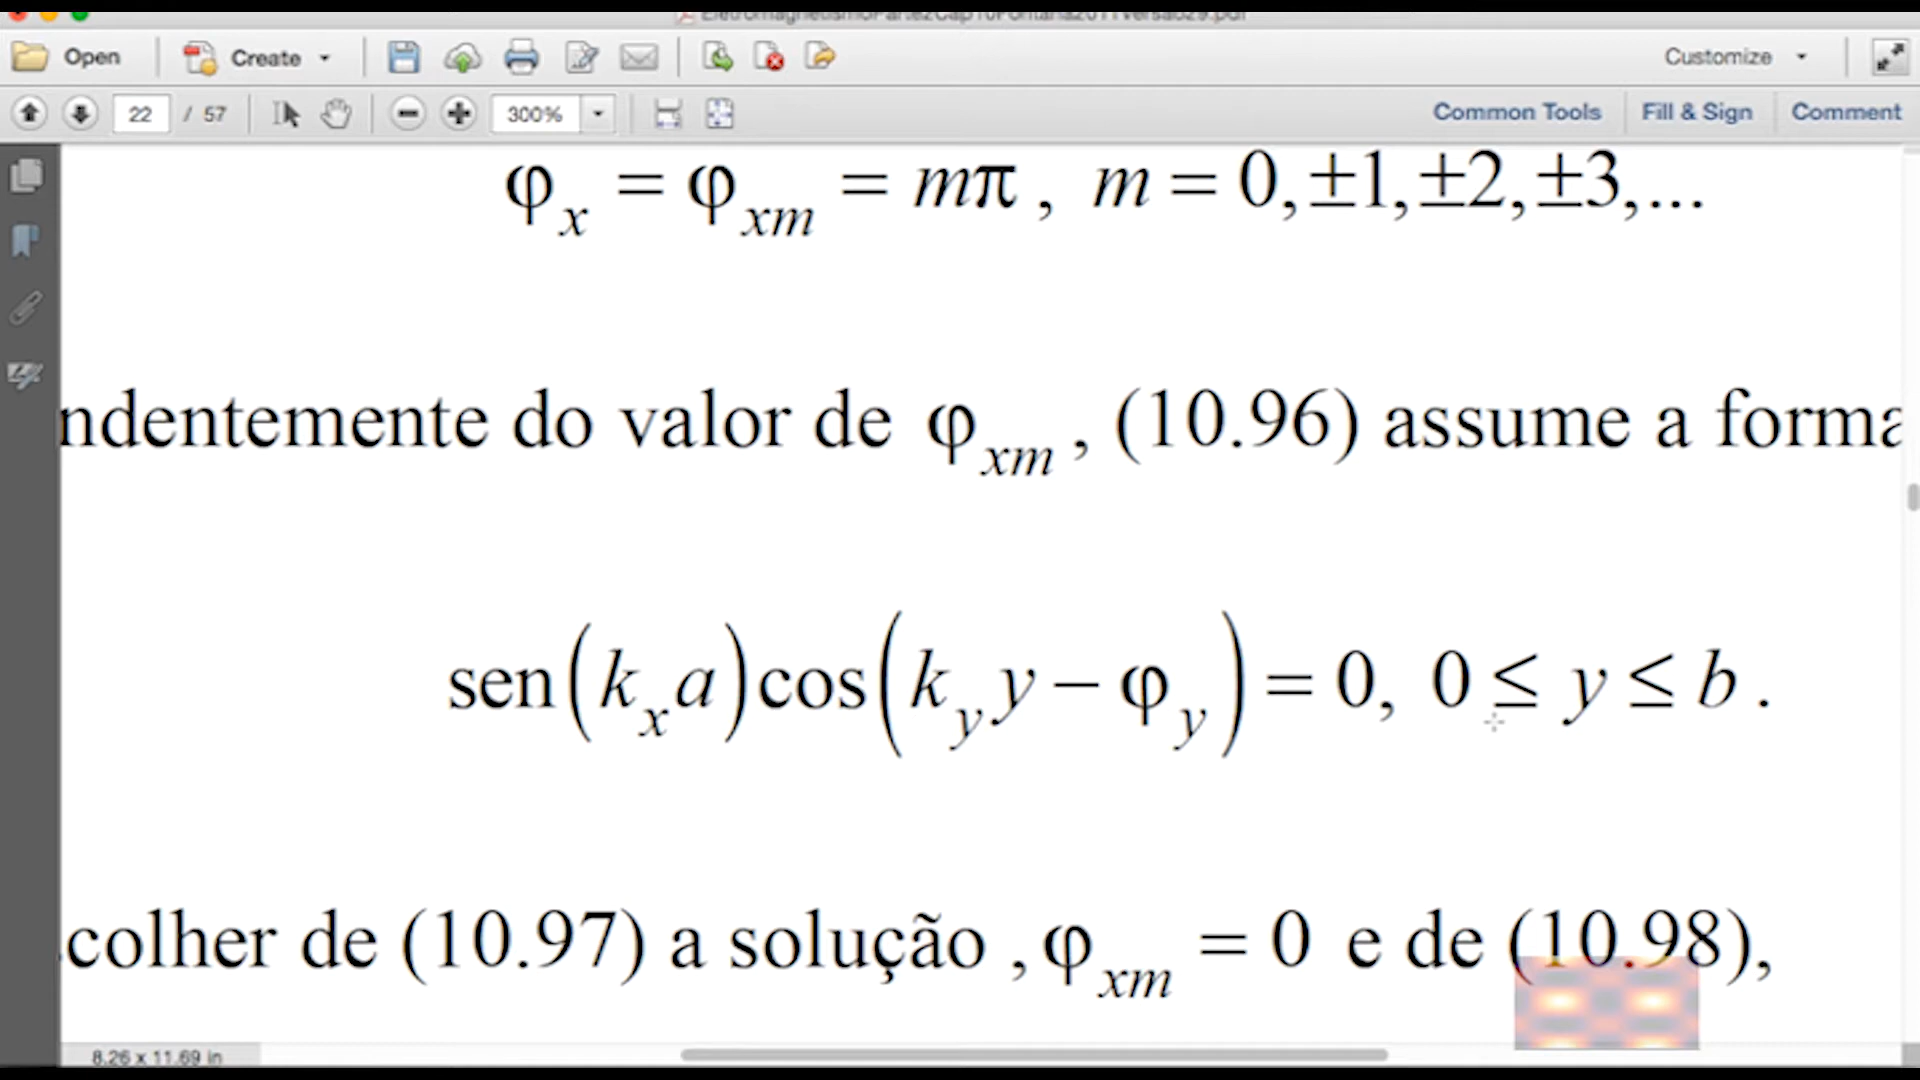 EletromagnetismoParte2Cap10Fontana2011versao29.pdf
Open Create Customize
22 / 57 300% Common Tools Fill & Sign Comment
φxm = φx = mπ , m = 0,±1,±2,±3,...
ndentemente do valor de φxm , (10.96) assume a forma
sen(kxa)cos(kyy − φy) = 0, 0 ≤ y ≤ b .
colher de (10.97) a solução ,φxm = 0 e de (10.98),
8.26 x 11.69 in